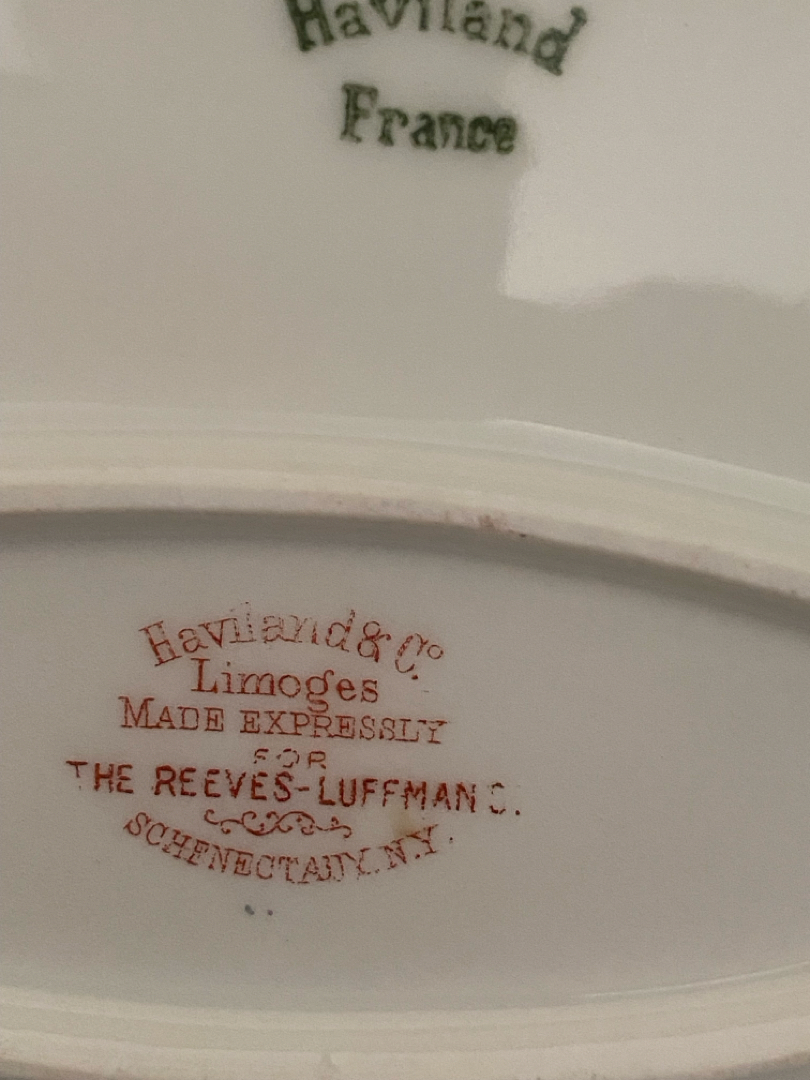 Haviland
France
Haviland & Co.
Limoges
MADE EXPRESSLY
FOR
THE REEVES-LUFFMAN C.
SCHENECTADY. N.Y.